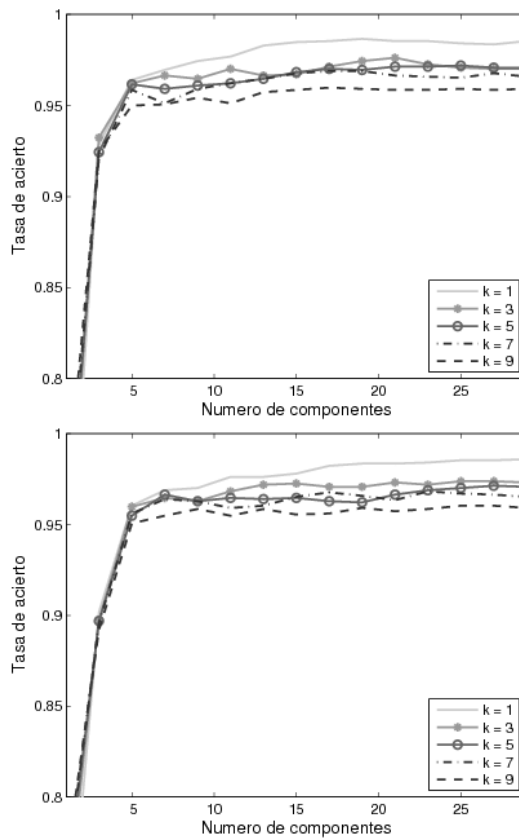 1
0.95
0.9
0.85
0.8
Tasa de acierto
5
10
15
20
25
Numero de componentes
k = 1
k = 3
k = 5
k = 7
k = 9
1
0.95
0.9
0.85
0.8
Tasa de acierto
5
10
15
20
25
Numero de componentes
k = 1
k = 3
k = 5
k = 7
k = 9